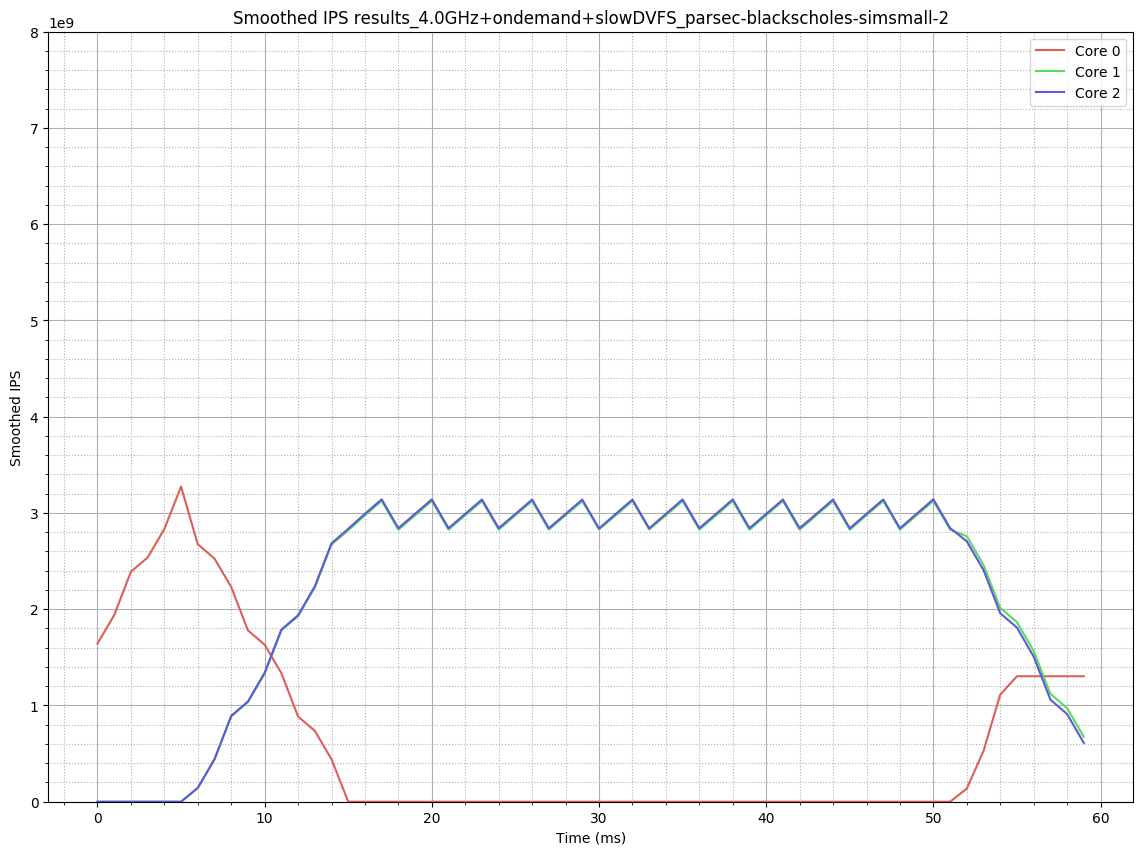 Smoothed IPS results_4.0GHz+ondemand+slowDVFS_parsec-blackscholes-simsmall-2
1e9
8
7
6
5
4
3
2
1
0
Smoothed IPS
Core 0
Core 1
Core 2
0 10 20 30 40 50 60
Time (ms)